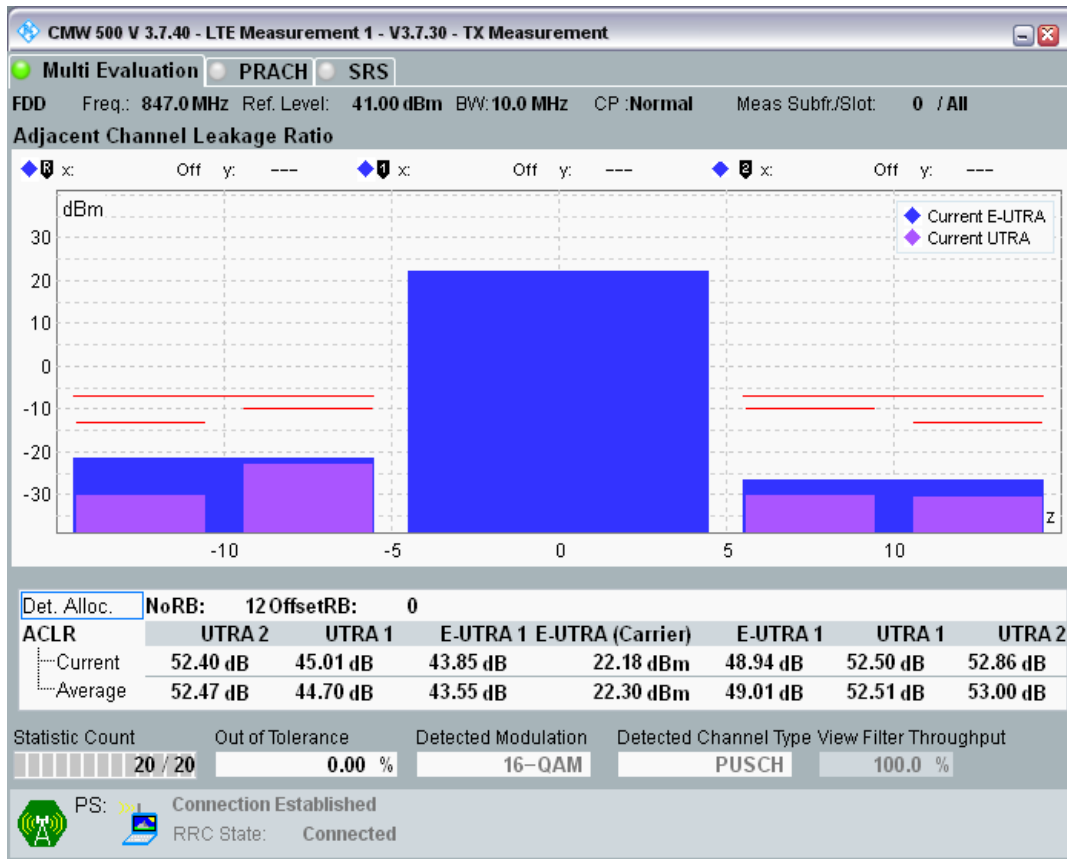 CMW 500 V 3.7.40 - LTE Measurement 1 - V3.7.30 - TX Measurement
Multi Evaluation PRACH SRS
FDD Freq.: 847.0 MHz Ref. Level: 41.00 dBm BW: 10.0 MHz CP :Normal Meas Subfr./Slot: 0 / All
Adjacent Channel Leakage Ratio
R x: Off y: --- 1 x: Off y: --- 2 x: Off y: ---
dBm
Current E-UTRA
Current UTRA
30
20
10
0
-10
-20
-30
z
-10 -5 0 5 10
Det. Alloc. NoRB: 12 OffsetRB: 0
ACLR UTRA 2 UTRA 1 E-UTRA 1 E-UTRA (Carrier) E-UTRA 1 UTRA 1 UTRA 2
Current 52.40 dB 45.01 dB 43.85 dB 22.18 dBm 48.94 dB 52.50 dB 52.86 dB
Average 52.47 dB 44.70 dB 43.55 dB 22.30 dBm 49.01 dB 52.51 dB 53.00 dB
Statistic Count Out of Tolerance Detected Modulation Detected Channel Type View Filter Throughput
20 / 20 0.00 % 16-QAM PUSCH 100.0 %
PS: Connection Established
RRC State: Connected